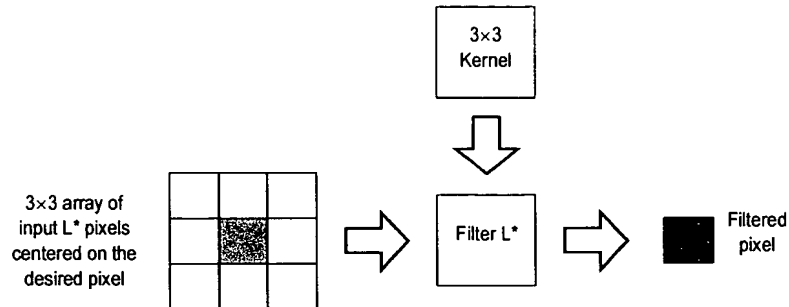 3×3
Kernel
3×3 array of
input L* pixels
centered on the
desired pixel
Filter L*
Filtered
pixel